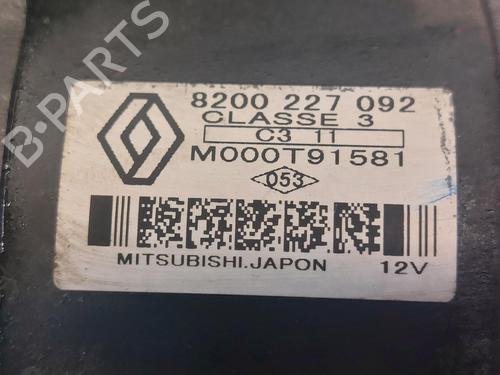 B-PARTS
8200 227 092
CLASSE 3
C3 11
M000T91581
053
MITSUBISHI.JAPON 12V